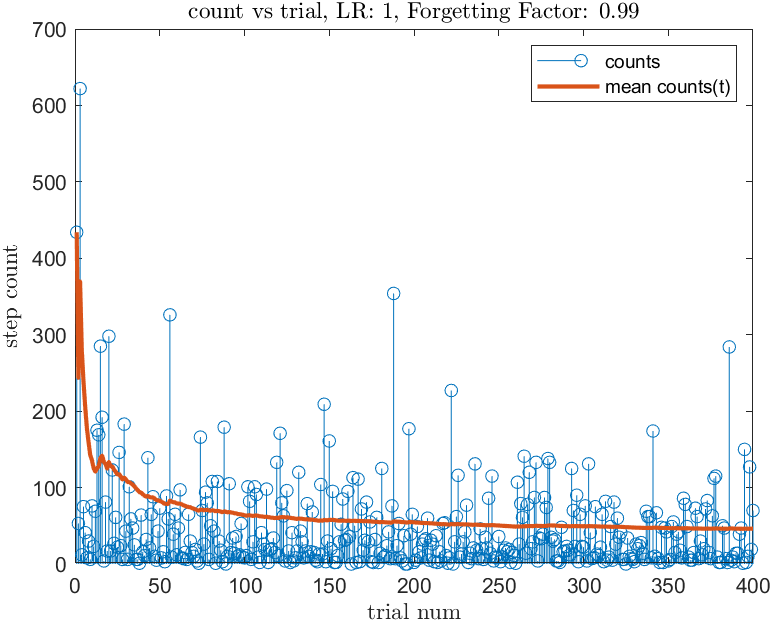 count vs trial, LR: 1, Forgetting Factor: 0.99
700
600
500
400
300
200
100
0
step count
counts
mean counts(t)
0 50 100 150 200 250 300 350 400
trial num